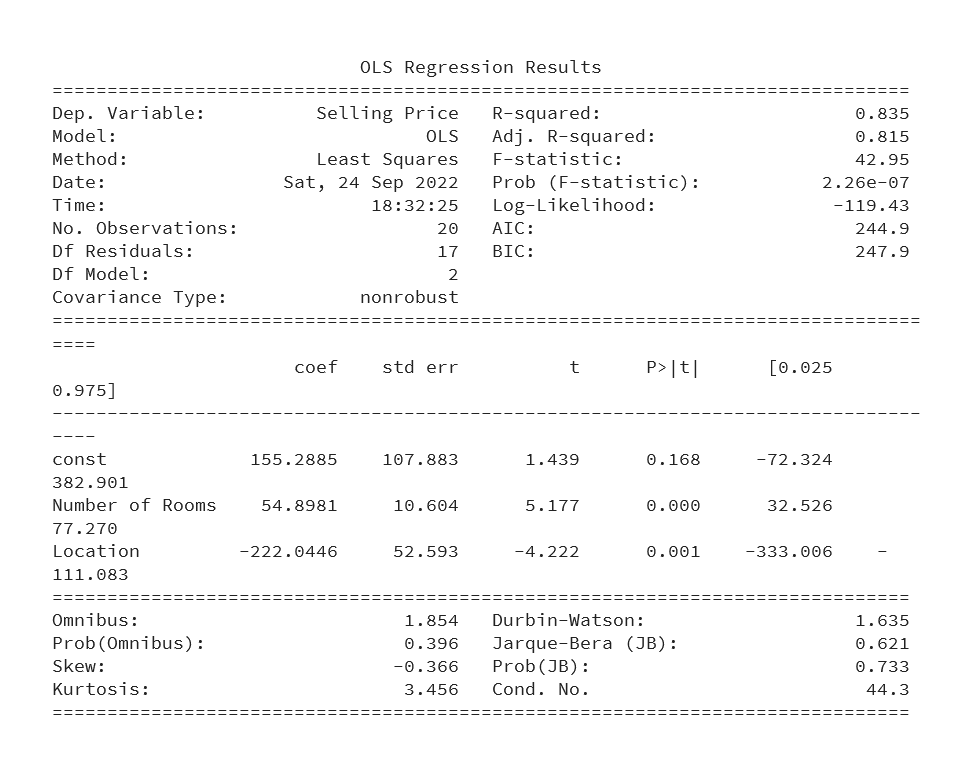 OLS Regression Results
==============================================================================
Dep. Variable:          Selling Price   R-squared:                       0.835
Model:                            OLS   Adj. R-squared:                  0.815
Method:                 Least Squares   F-statistic:                     42.95
Date:                Sat, 24 Sep 2022   Prob (F-statistic):           2.26e-07
Time:                        18:32:25   Log-Likelihood:                -119.43
No. Observations:                  20   AIC:                             244.9
Df Residuals:                      17   BIC:                             247.9
Df Model:                           2
Covariance Type:            nonrobust
===============================================================================
====
                      coef    std err          t      P>|t|      [0.025
0.975]
-------------------------------------------------------------------------------
----
const             155.2885    107.883      1.439      0.168     -72.324
382.901
Number of Rooms    54.8981     10.604      5.177      0.000      32.526
77.270
Location         -222.0446     52.593     -4.222      0.001    -333.006    -
111.083
==============================================================================
Omnibus:                        1.854   Durbin-Watson:                   1.635
Prob(Omnibus):                  0.396   Jarque-Bera (JB):                0.621
Skew:                          -0.366   Prob(JB):                        0.733
Kurtosis:                       3.456   Cond. No.                         44.3
==============================================================================